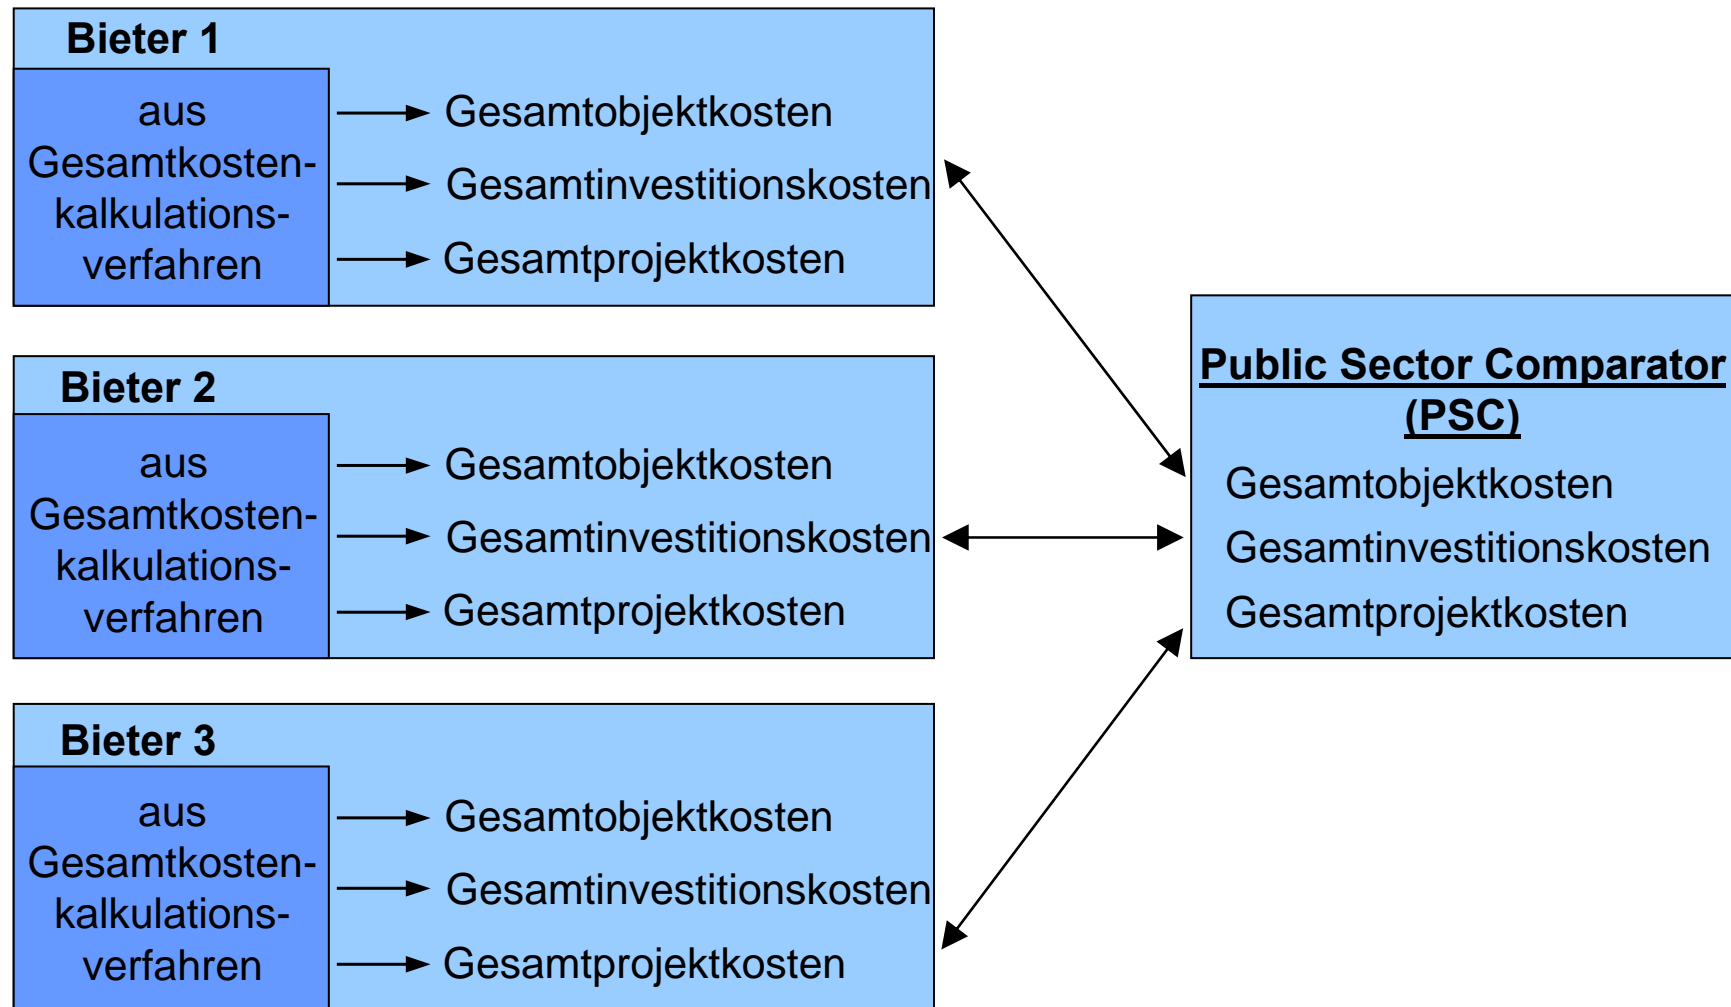 Bieter 1
aus
Gesamtkosten-
kalkulations-
verfahren
Gesamtobjektkosten
Gesamtinvestitionskosten
Gesamtprojektkosten
Bieter 2
aus
Gesamtkosten-
kalkulations-
verfahren
Gesamtobjektkosten
Gesamtinvestitionskosten
Gesamtprojektkosten
Bieter 3
aus
Gesamtkosten-
kalkulations-
verfahren
Gesamtobjektkosten
Gesamtinvestitionskosten
Gesamtprojektkosten
Public Sector Comparator
(PSC)
Gesamtobjektkosten
Gesamtinvestitionskosten
Gesamtprojektkosten